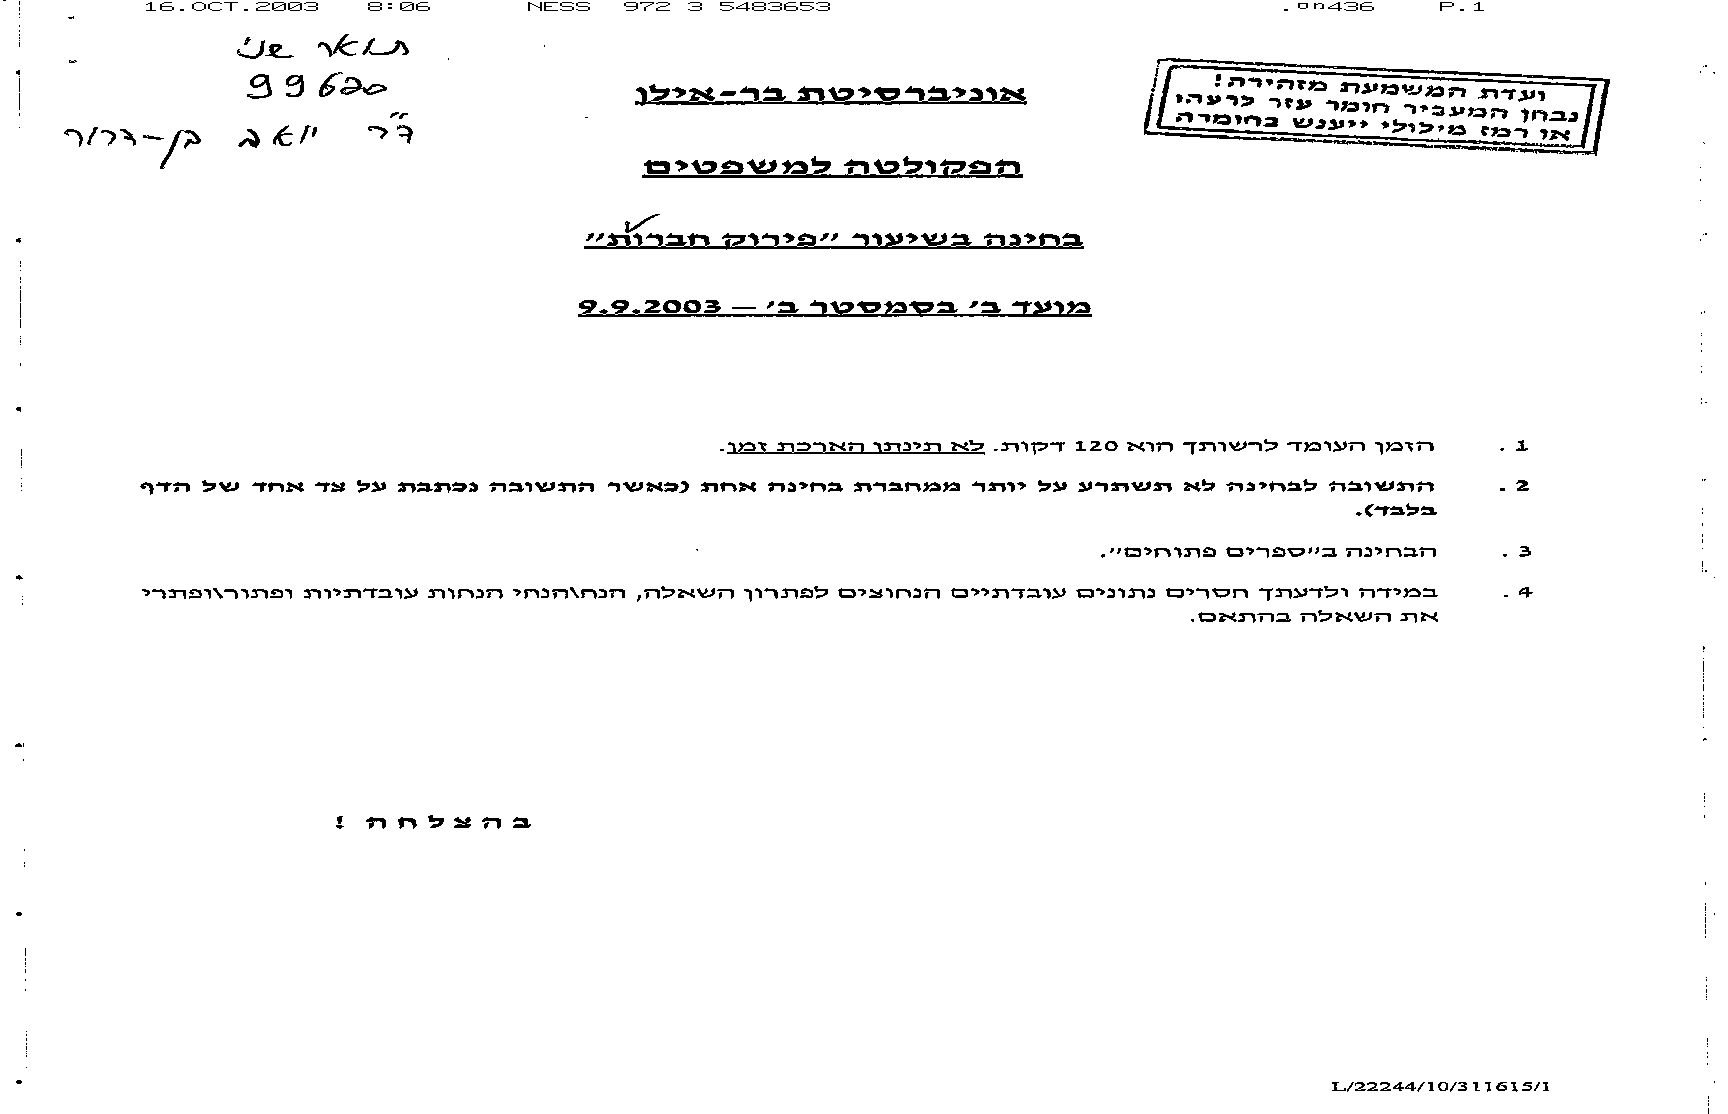 16.OCT.2003 8:06 NESS 972 3 5483653 .חס436 P.1
תואר שני
99620
ד"ר יואב בן-דרור
ועדת המשמעת מזהירה!
נבחן המעביר חומר עזר לרעהו
או רמז מילולי ייענש בחומרה
אוניברסיטת בר-אילן
הפקולטה למשפטים
בחינה בשיעור "פירוק חברות"
מועד ב' בסמסטר ב' – 9.9.2003
1. הזמן העומד לרשותך הוא 120 דקות. לא תינתן הארכת זמן.
2. התשובה לבחינה לא תשתרע על יותר ממחברת בחינה אחת (כאשר התשובה נכתבת על צד אחד של הדף
בלבד).
3. הבחינה ב"ספרים פתוחים".
4. במידה ולדעתך חסרים נתונים עובדתיים הנחוצים לפתרון השאלה, הנח\הנחי הנחות עובדתיות ופתור\ופתרי
את השאלה בהתאם.
בהצלחה!
L/22244/10/311615/1